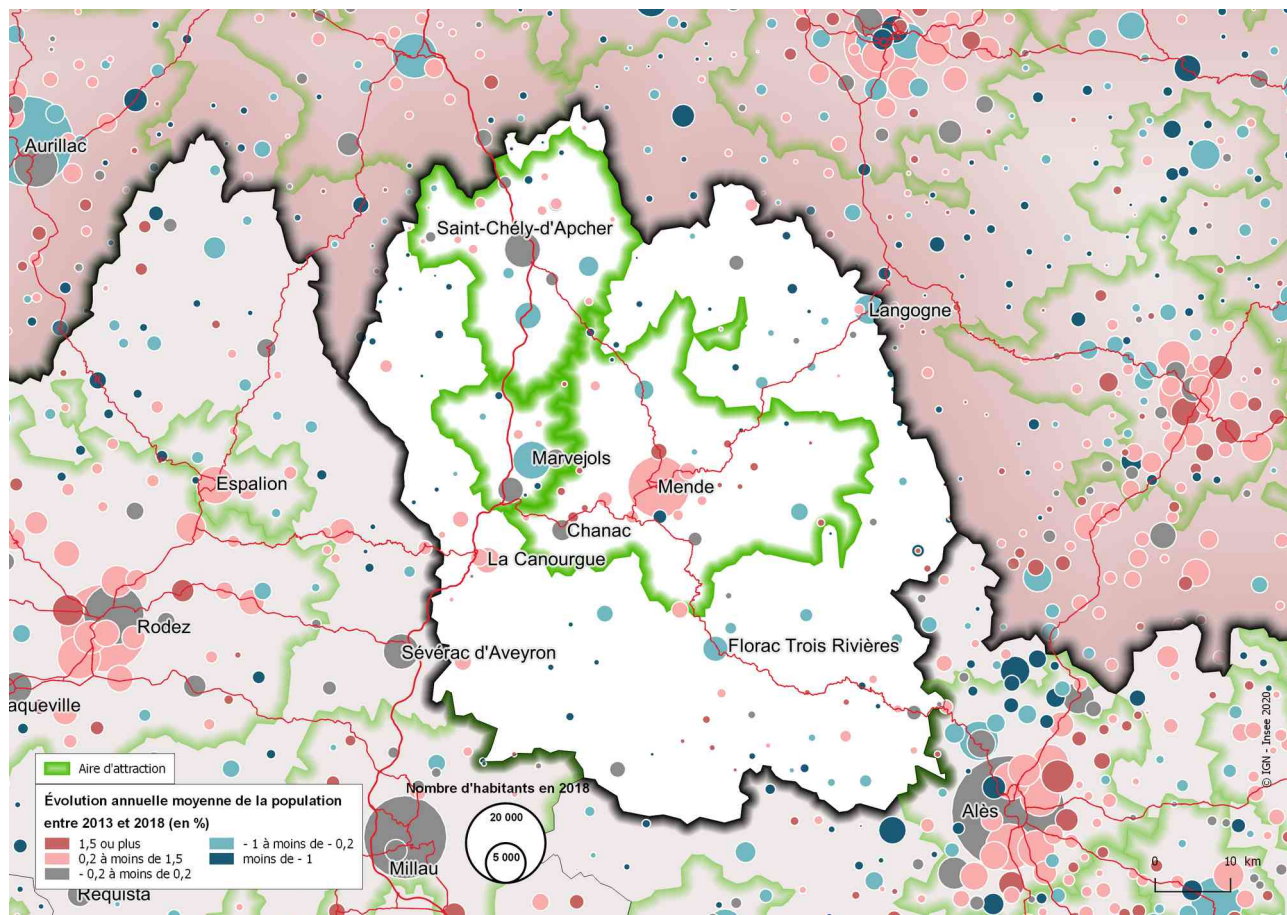 Aurillac
Saint-Chély-d'Apcher
Langogne
Marvejols
Espalion
Mende
Chanac
La Canourgue
Rodez
Sévérac d'Aveyron
Florac Trois Rivières
aqueville
© IGN - Insee 2020
Aire d'attraction
Évolution annuelle moyenne de la population
entre 2013 et 2018 (en %)
1,5 ou plus
0,2 à moins de 1,5
- 0,2 à moins de 0,2
- 1 à moins de - 0,2
moins de - 1
Nombre d'habitants en 2018
20 000
5 000
Alès
Millau
0 10 km
Réquista